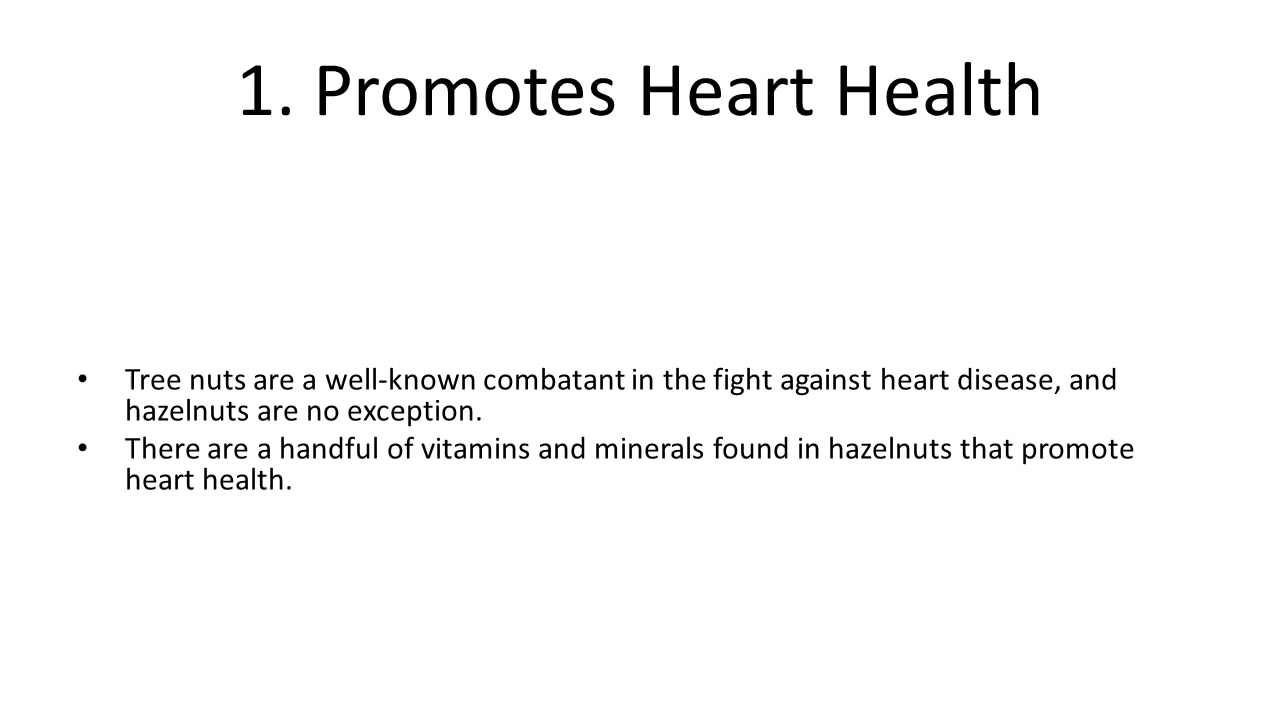 1. Promotes Heart Health
• Tree nuts are a well-known combatant in the fight against heart disease, and
hazelnuts are no exception.
• There are a handful of vitamins and minerals found in hazelnuts that promote
heart health.